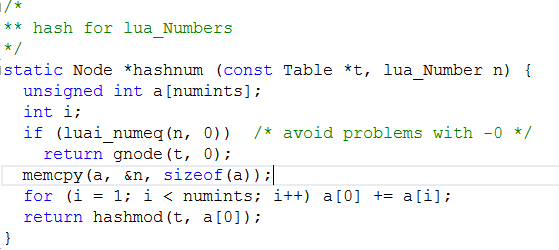 /*
** hash for lua_Numbers
*/
static Node *hashnum (const Table *t, lua_Number n) {
  unsigned int a[numints];
  int i;
  if (luai_numeq(n, 0))  /* avoid problems with -0 */
    return gnode(t, 0);
  memcpy(a, &n, sizeof(a));
  for (i = 1; i < numints; i++) a[0] += a[i];
  return hashmod(t, a[0]);
}